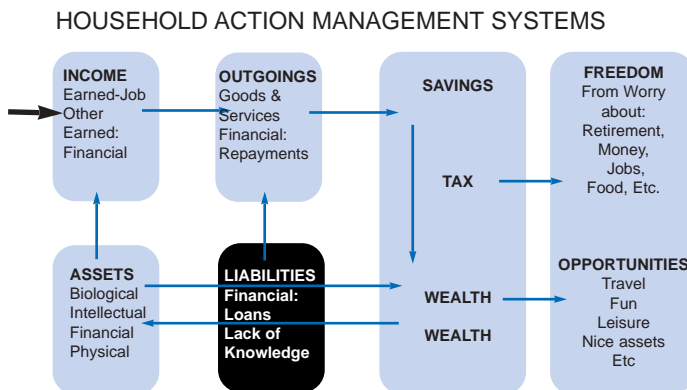 HOUSEHOLD ACTION MANAGEMENT SYSTEMS
INCOME
Earned-Job
Other
Earned:
Financial
OUTGOINGS
Goods &
Services
Financial:
Repayments
SAVINGS
TAX
FREEDOM
From Worry
about:
Retirement,
Money,
Jobs,
Food, Etc.
ASSETS
Biological
Intellectual
Financial
Physical
LIABILITIES
Financial:
Loans
Lack of
Knowledge
WEALTH
WEALTH
OPPORTUNITIES
Travel
Fun
Leisure
Nice assets
Etc